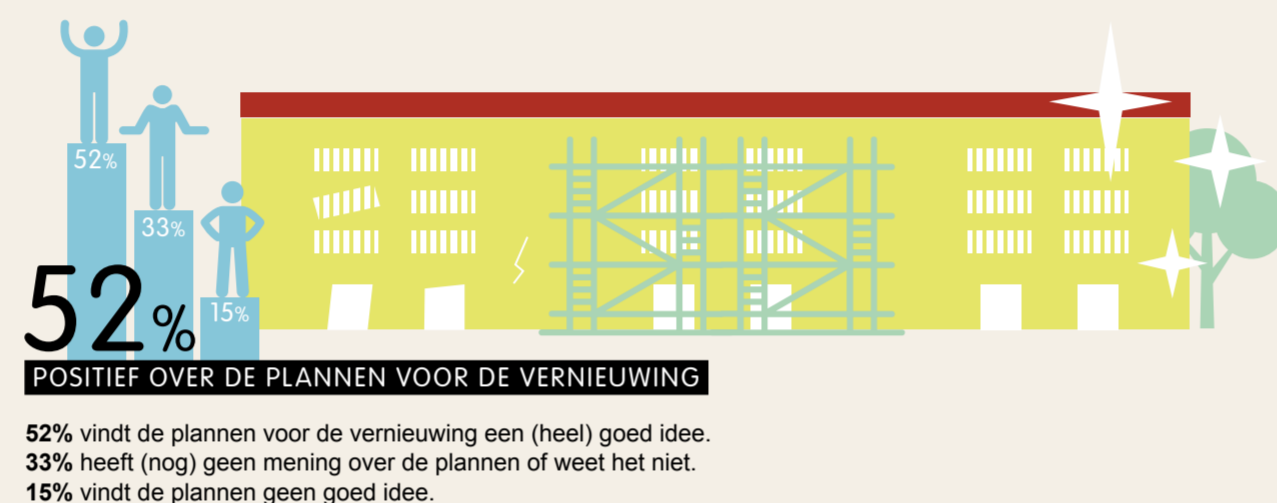 52%
33%
15%
52%
POSITIEF OVER DE PLANNEN VOOR DE VERNIEUWING
52% vindt de plannen voor de vernieuwing een (heel) goed idee.
33% heeft (nog) geen mening over de plannen of weet het niet.
15% vindt de plannen geen goed idee.